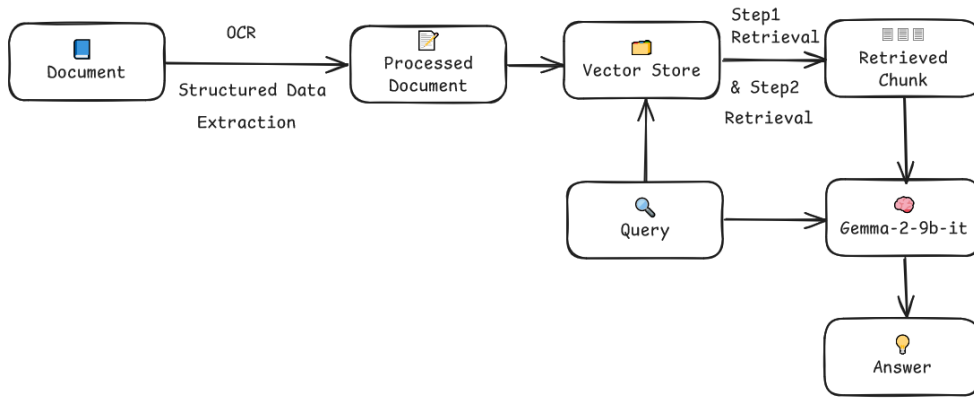 Document
OCR
Structured Data
Extraction
Processed
Document
Vector Store
Step1
Retrieval
& Step2
Retrieval
Retrieved
Chunk
Query
Gemma-2-9b-it
Answer